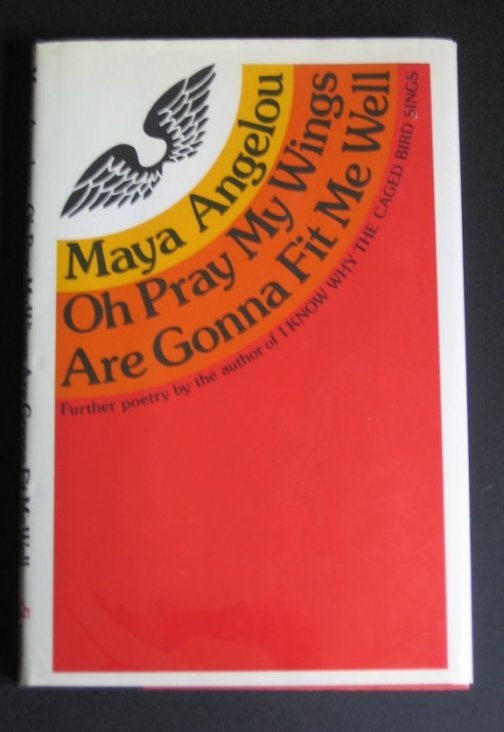 Maya Angelou
Oh Pray My Wings
Are Gonna Fit Me Well
Further poetry by the author of I KNOW WHY THE CAGED BIRD SINGS